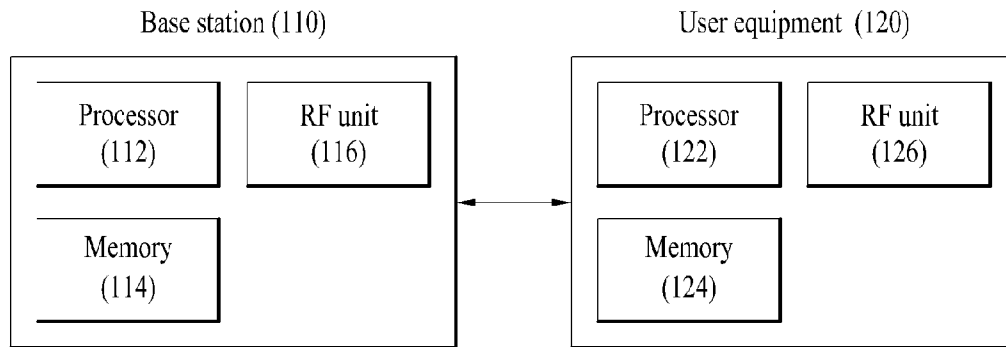 Base station (110)
User equipment (120)
Processor
(112)
RF unit
(116)
Processor
(122)
RF unit
(126)
Memory
(114)
Memory
(124)